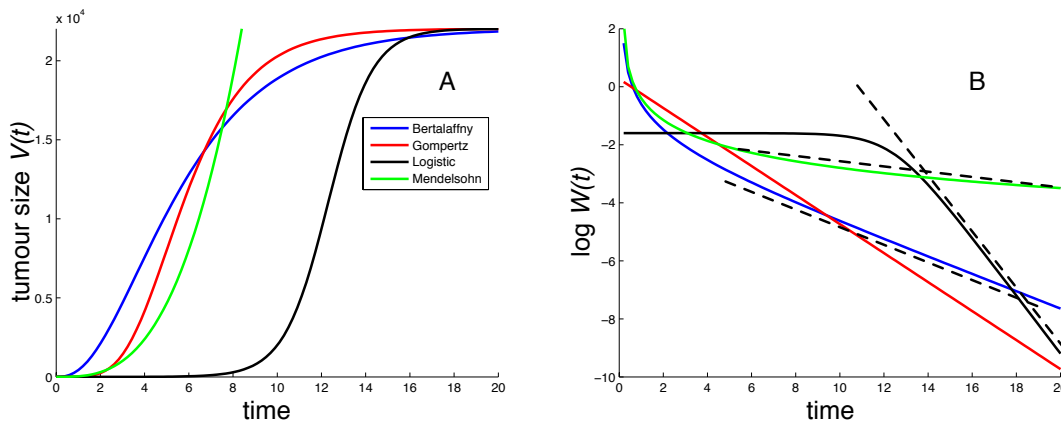 x 10⁴
2
1.5
1
0.5
0
0 2 4 6 8 10 12 14 16 18 20
time
tumour size V(t)
A
Bertalaffny
Gompertz
Logistic
Mendelsohn
2
0
−2
−4
−6
−8
−10
0 2 4 6 8 10 12 14 16 18 20
time
log W(t)
B